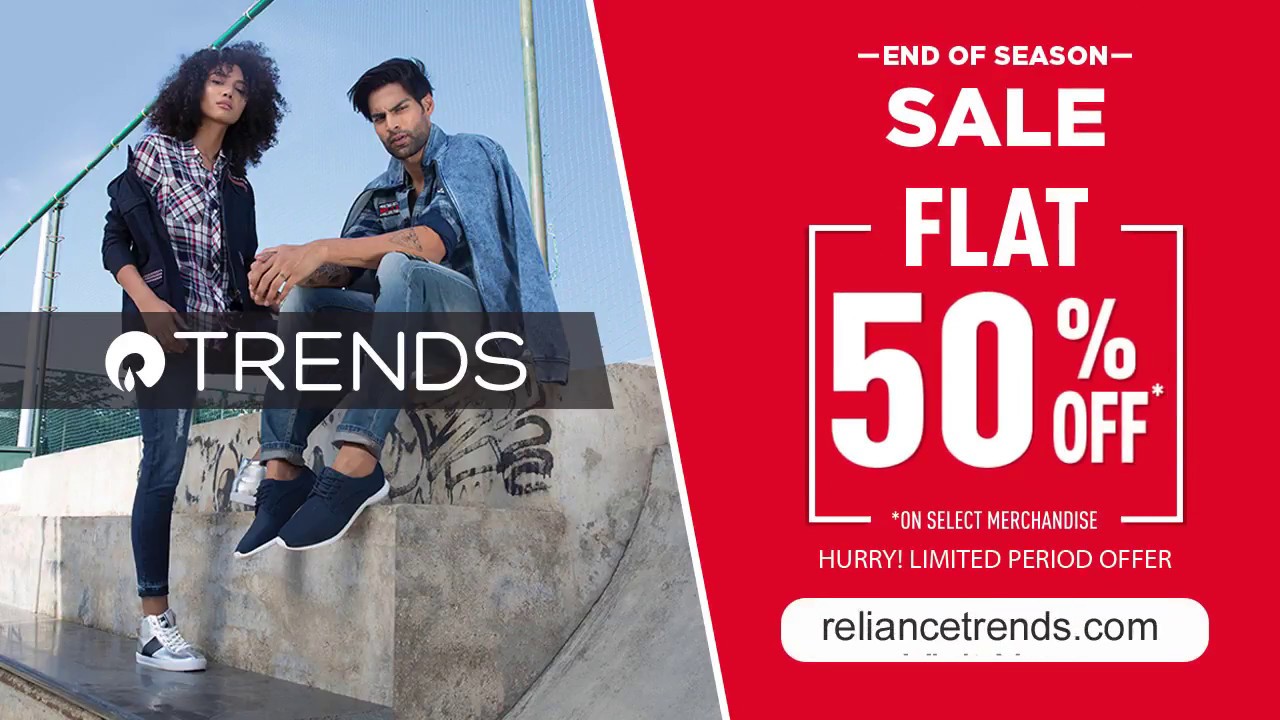 TRENDS
—END OF SEASON—
SALE
FLAT
50%
OFF*
*ON SELECT MERCHANDISE
HURRY! LIMITED PERIOD OFFER
reliancetrends.com